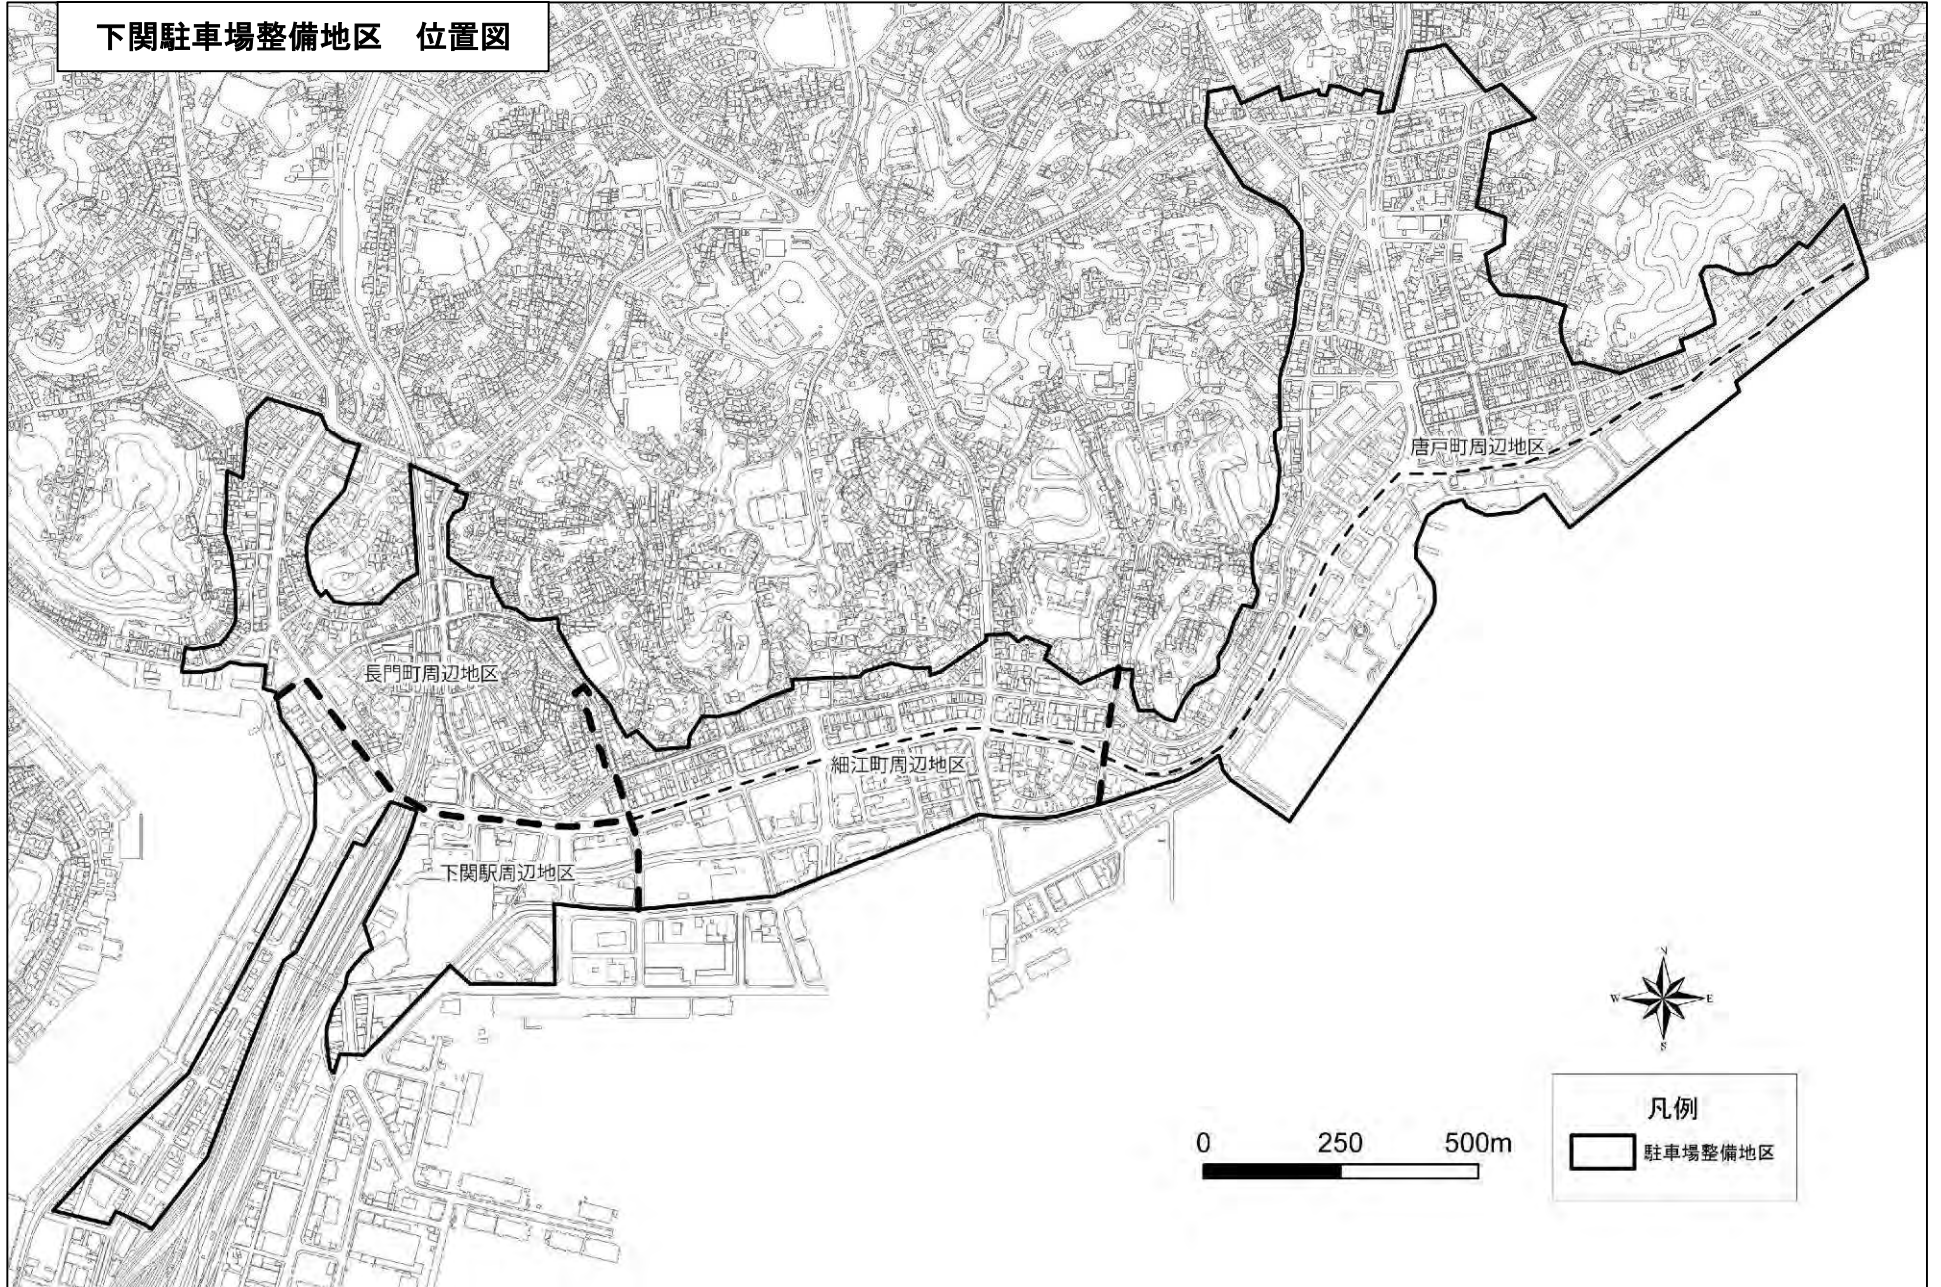 下関駐車場整備地区　位置図
唐戸町周辺地区
長門町周辺地区
細江町周辺地区
下関駅周辺地区
N
W
E
S
0 250 500m
凡例
駐車場整備地区